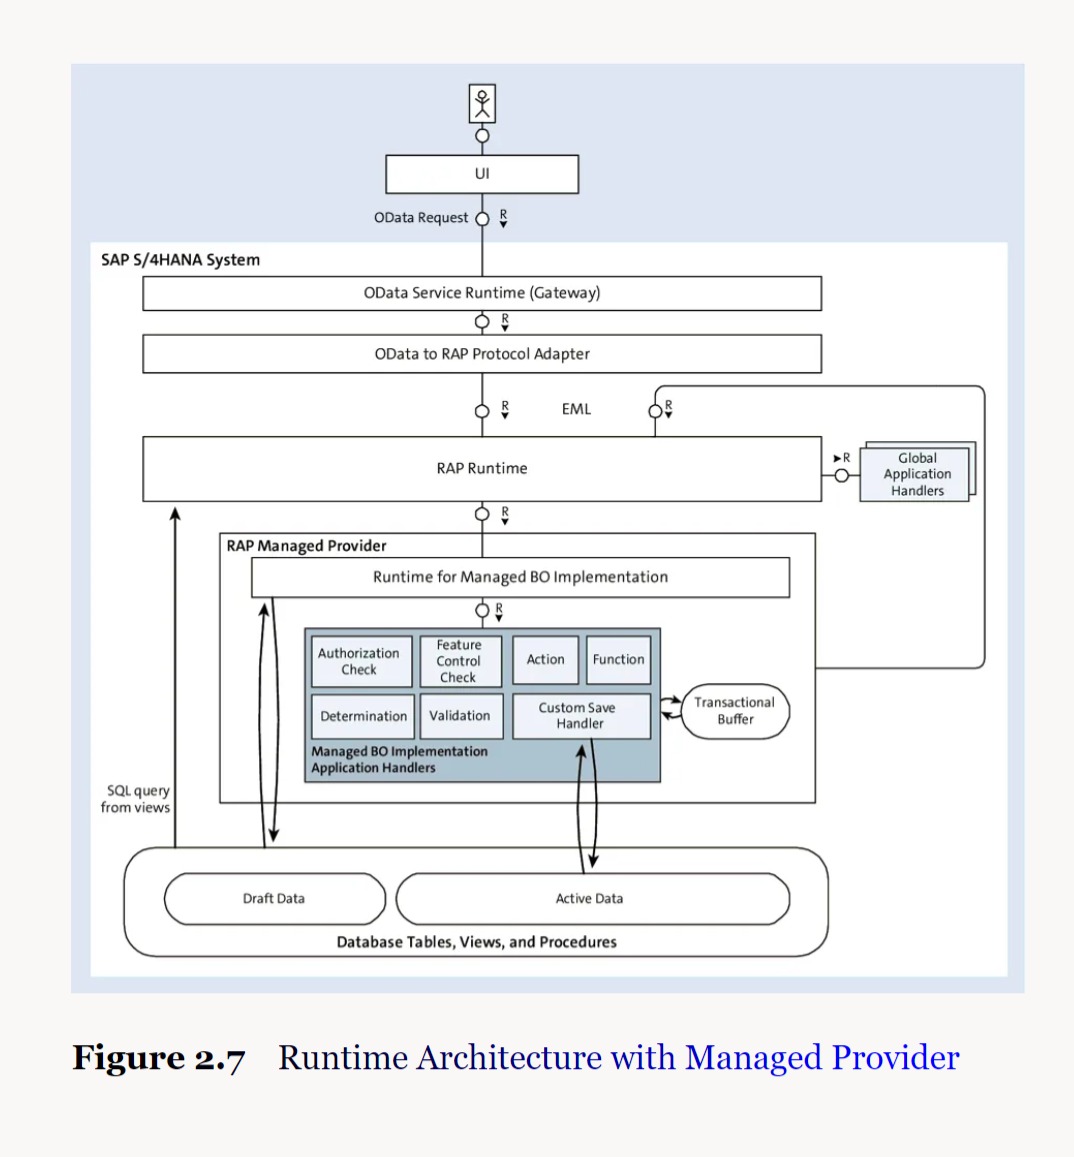 UI
OData Request
R
SAP S/4HANA System
OData Service Runtime (Gateway)
R
OData to RAP Protocol Adapter
R
EML
R
RAP Runtime
R
Global
Application
Handlers
R
RAP Managed Provider
Runtime for Managed BO Implementation
R
Authorization
Check
Feature
Control
Check
Action
Function
Determination
Validation
Custom Save
Handler
Transactional
Buffer
Managed BO Implementation
Application Handlers
SQL query
from views
Draft Data
Active Data
Database Tables, Views, and Procedures
Figure 2.7 Runtime Architecture with Managed Provider